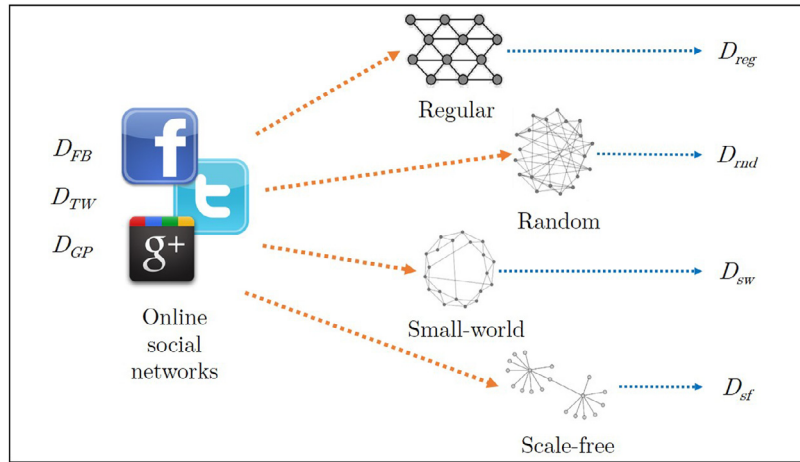 D_FB
D_TW
D_GP
f
t
g+
Online
social
networks
Regular
D_reg
Random
D_rnd
Small-world
D_sw
Scale-free
D_sf